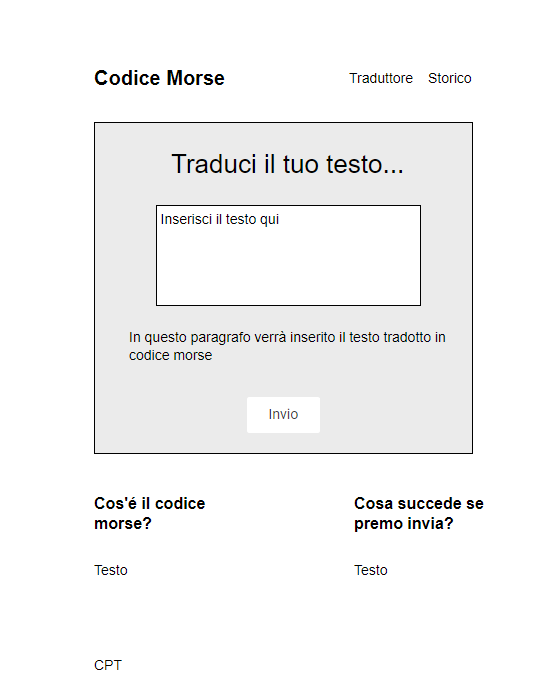 Codice Morse
Traduttore Storico
Traduci il tuo testo...
Inserisci il testo qui
In questo paragrafo verrà inserito il testo tradotto in
codice morse
Invio
Cos'é il codice
morse?
Testo
Cosa succede se
premo invia?
Testo
CPT